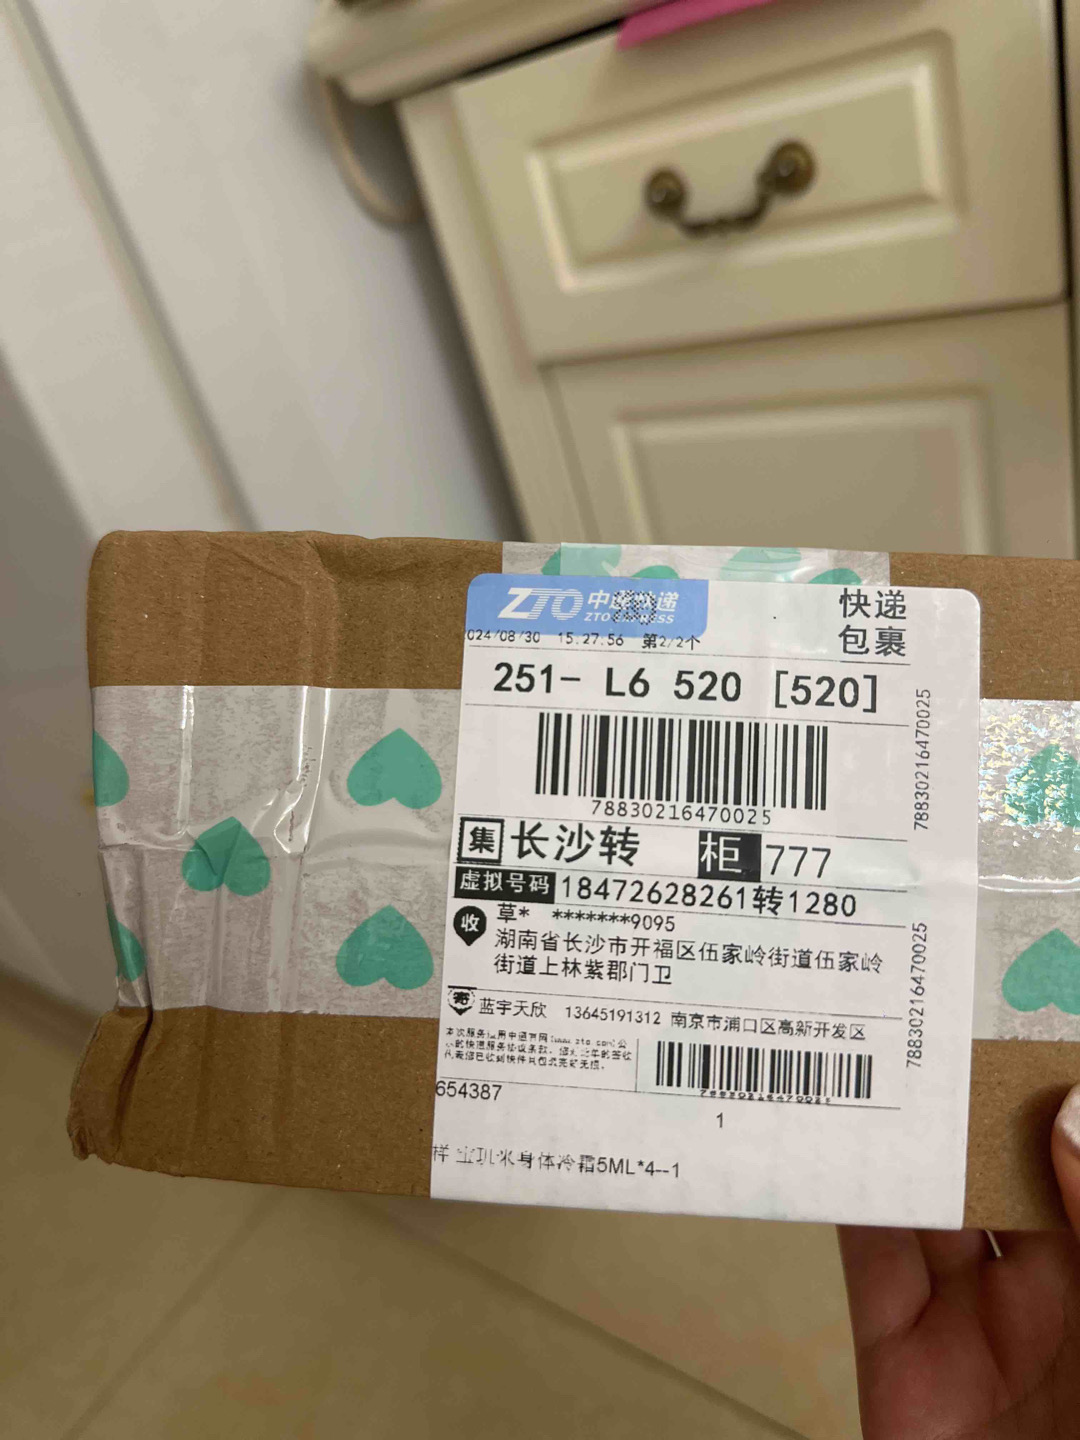 ZTO 中通快递
ZTO EXPRESS
快递
包裹
024/08/30 15:27:56 第2/2个
251- L6 520 [520]
78830216470025
78830216470025
集 长沙转 柜 777
虚拟号码 18472628261转1280
收 草* *******9095
湖南省长沙市开福区伍家岭街道伍家岭
街道上林紫郡门卫
78830216470025
寄 蓝宇天欣 13645191312 南京市浦口区高新开发区
78830216470025
654387
1
身体冷霜5ML*4--1